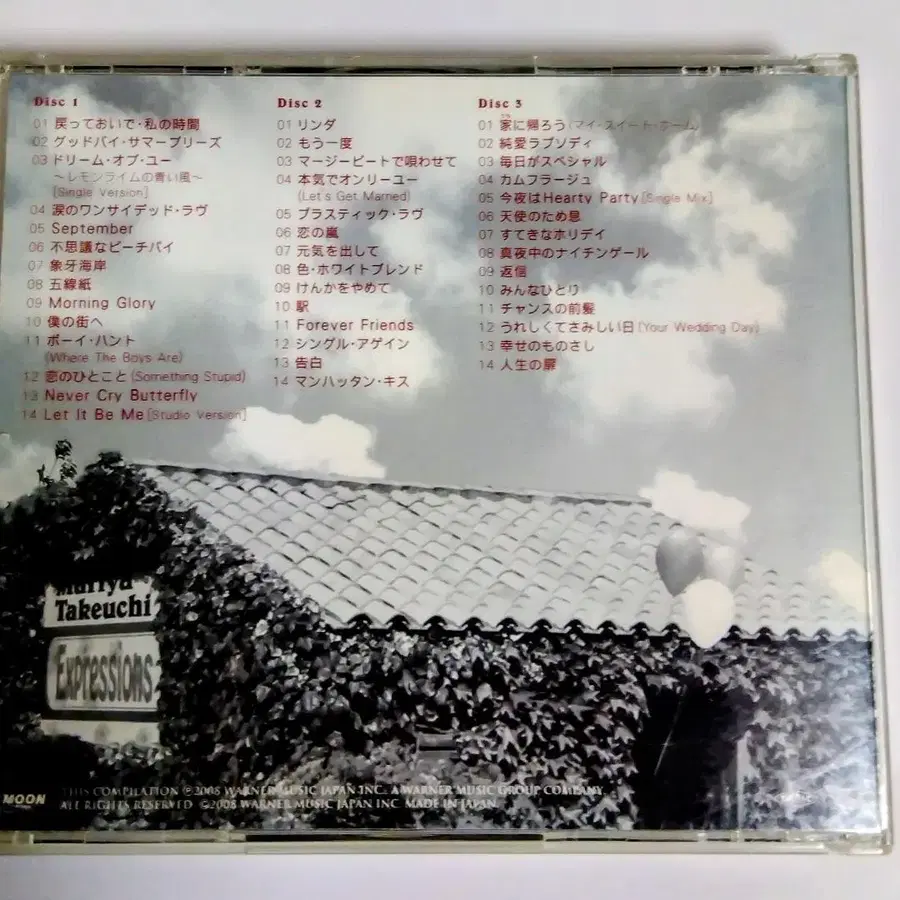 Disc 1
01 戻っておいで・私の時間
02 グッドバイ・サマーブリーズ
03 ドリーム・オブ・ユー
～レモンライムの青い風～
[Single Version]
04 涙のワンサイデッド・ラヴ
05 September
06 不思議なピーチパイ
07 象牙海岸
08 五線紙
09 Morning Glory
10 僕の街へ
11 ボーイ・ハント
(Where The Boys Are)
12 恋のひとこと (Something Stupid)
13 Never Cry Butterfly
14 Let It Be Me [Studio Version]
Disc 2
01 リンダ
02 もう一度
03 マージービートで唄わせて
04 本気でオンリーユー
(Let's Get Married)
05 プラスティック・ラヴ
06 恋の嵐
07 元気を出して
08 色・ホワイトブレンド
09 けんかをやめて
10 駅
11 Forever Friends
12 シングル・アゲイン
13 告白
14 マンハッタン・キス
Disc 3
01 家に帰ろう (マイ・スイート・ホーム)
02 純愛ラプソディ
03 毎日がスペシャル
04 カムフラージュ
05 今夜はHearty Party [Single Mix]
06 天使のため息
07 すてきなホリデイ
08 真夜中のナイチンゲール
09 返信
10 みんなひとり
11 チャンスの前髪
12 うれしくてさみしい日 (Your Wedding Day)
13 幸せのものさし
14 人生の扉
Mariya
Takeuchi
Expressions
MOON
THIS COMPILATION ℗2008 WARNER MUSIC JAPAN INC. A WARNER MUSIC GROUP COMPANY.
ALL RIGHTS RESERVED ©2008 WARNER MUSIC JAPAN INC. MADE IN JAPAN.